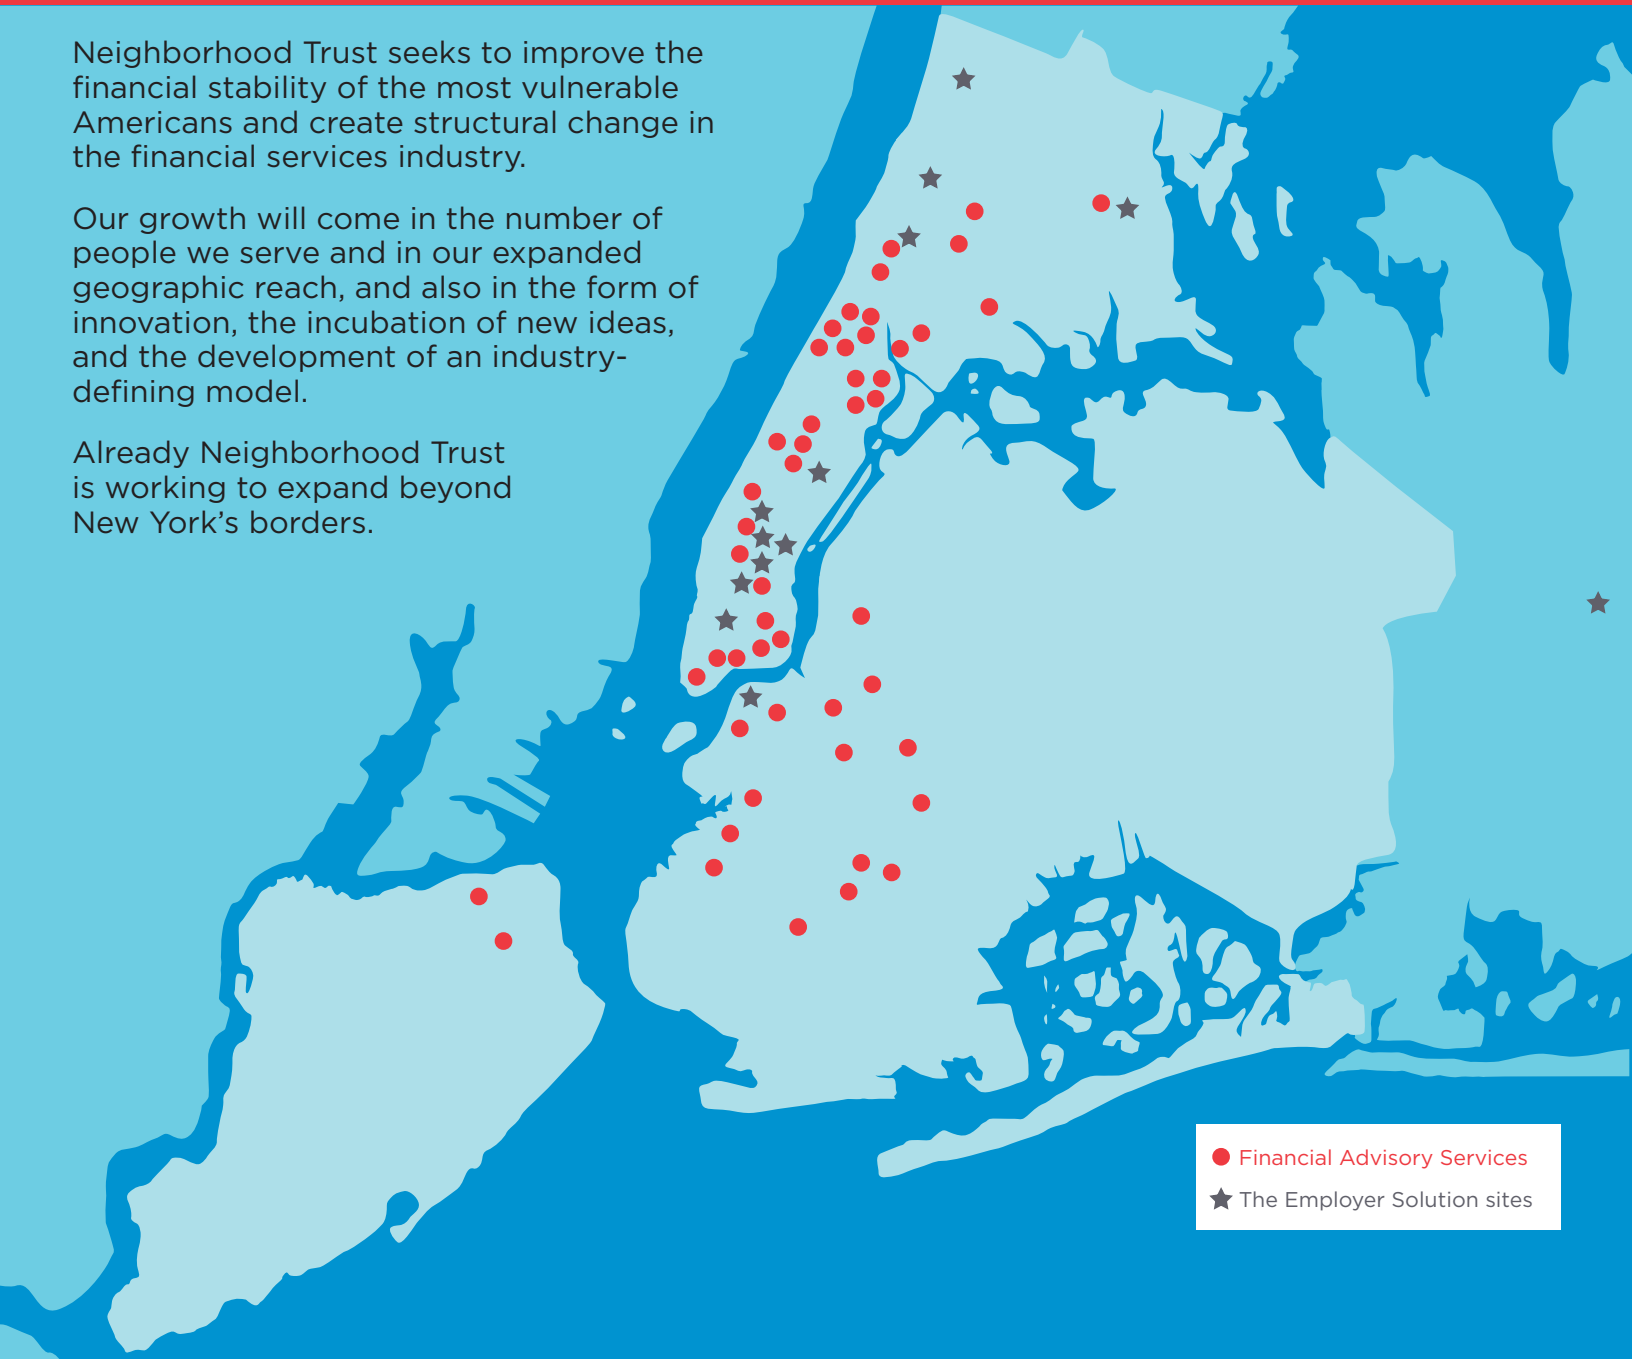 Neighborhood Trust seeks to improve the
financial stability of the most vulnerable
Americans and create structural change in
the financial services industry.
Our growth will come in the number of
people we serve and in our expanded
geographic reach, and also in the form of
innovation, the incubation of new ideas,
and the development of an industry-
defining model.
Already Neighborhood Trust
is working to expand beyond
New York’s borders.
Financial Advisory Services
The Employer Solution sites